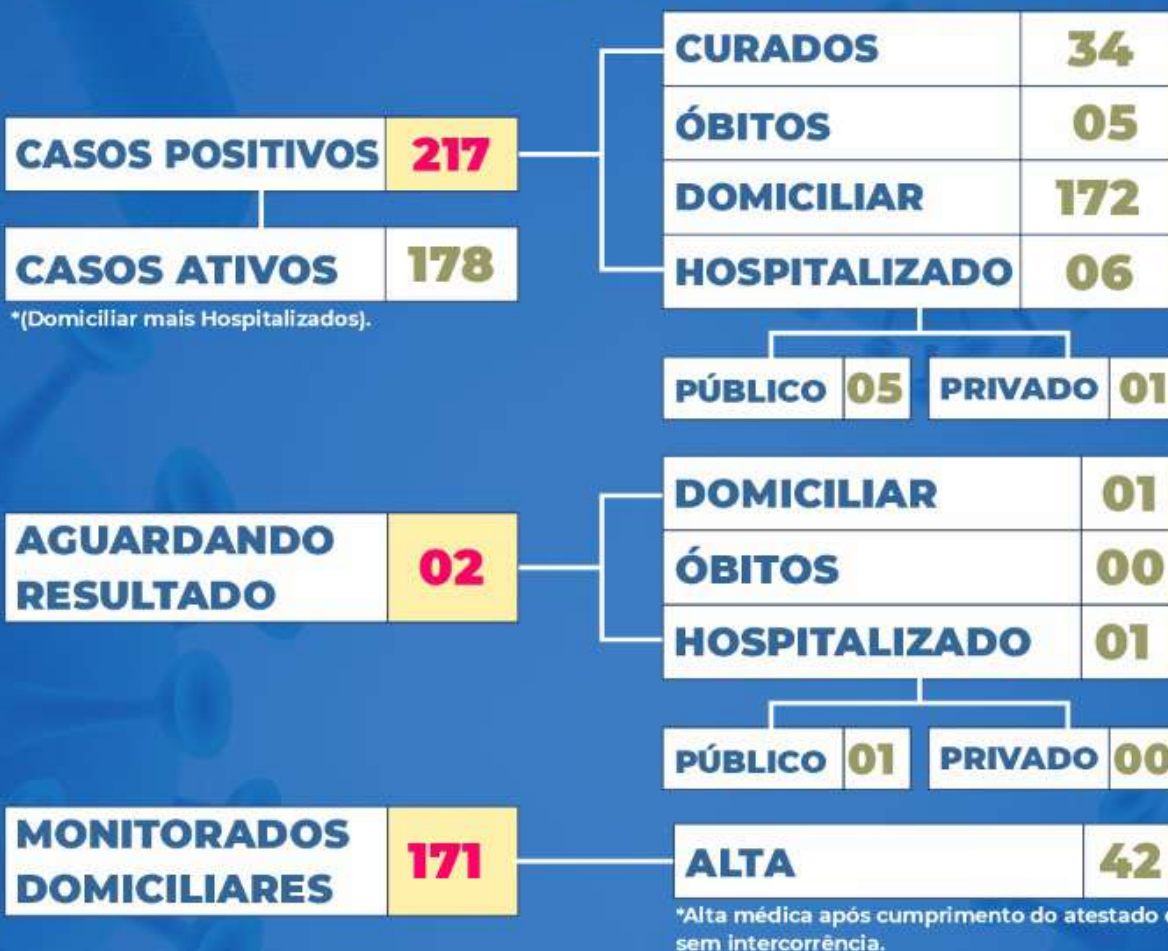 CASOS POSITIVOS 217
CURADOS 34
ÓBITOS 05
DOMICILIAR 172
HOSPITALIZADO 06
CASOS ATIVOS 178
*(Domiciliar mais Hospitalizados).
PÚBLICO 05 PRIVADO 01
AGUARDANDO
RESULTADO 02
DOMICILIAR 01
ÓBITOS 00
HOSPITALIZADO 01
PÚBLICO 01 PRIVADO 00
MONITORADOS
DOMICILIARES 171
ALTA 42
*Alta médica após cumprimento do atestado
sem intercorrência.